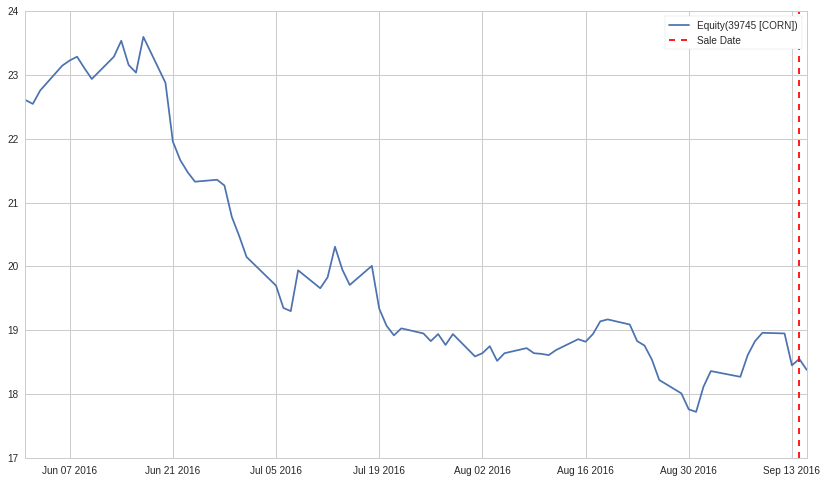 24
23
22
21
20
19
18
17
Equity(39745 [CORN])
Sale Date
Jun 07 2016
Jun 21 2016
Jul 05 2016
Jul 19 2016
Aug 02 2016
Aug 16 2016
Aug 30 2016
Sep 13 2016